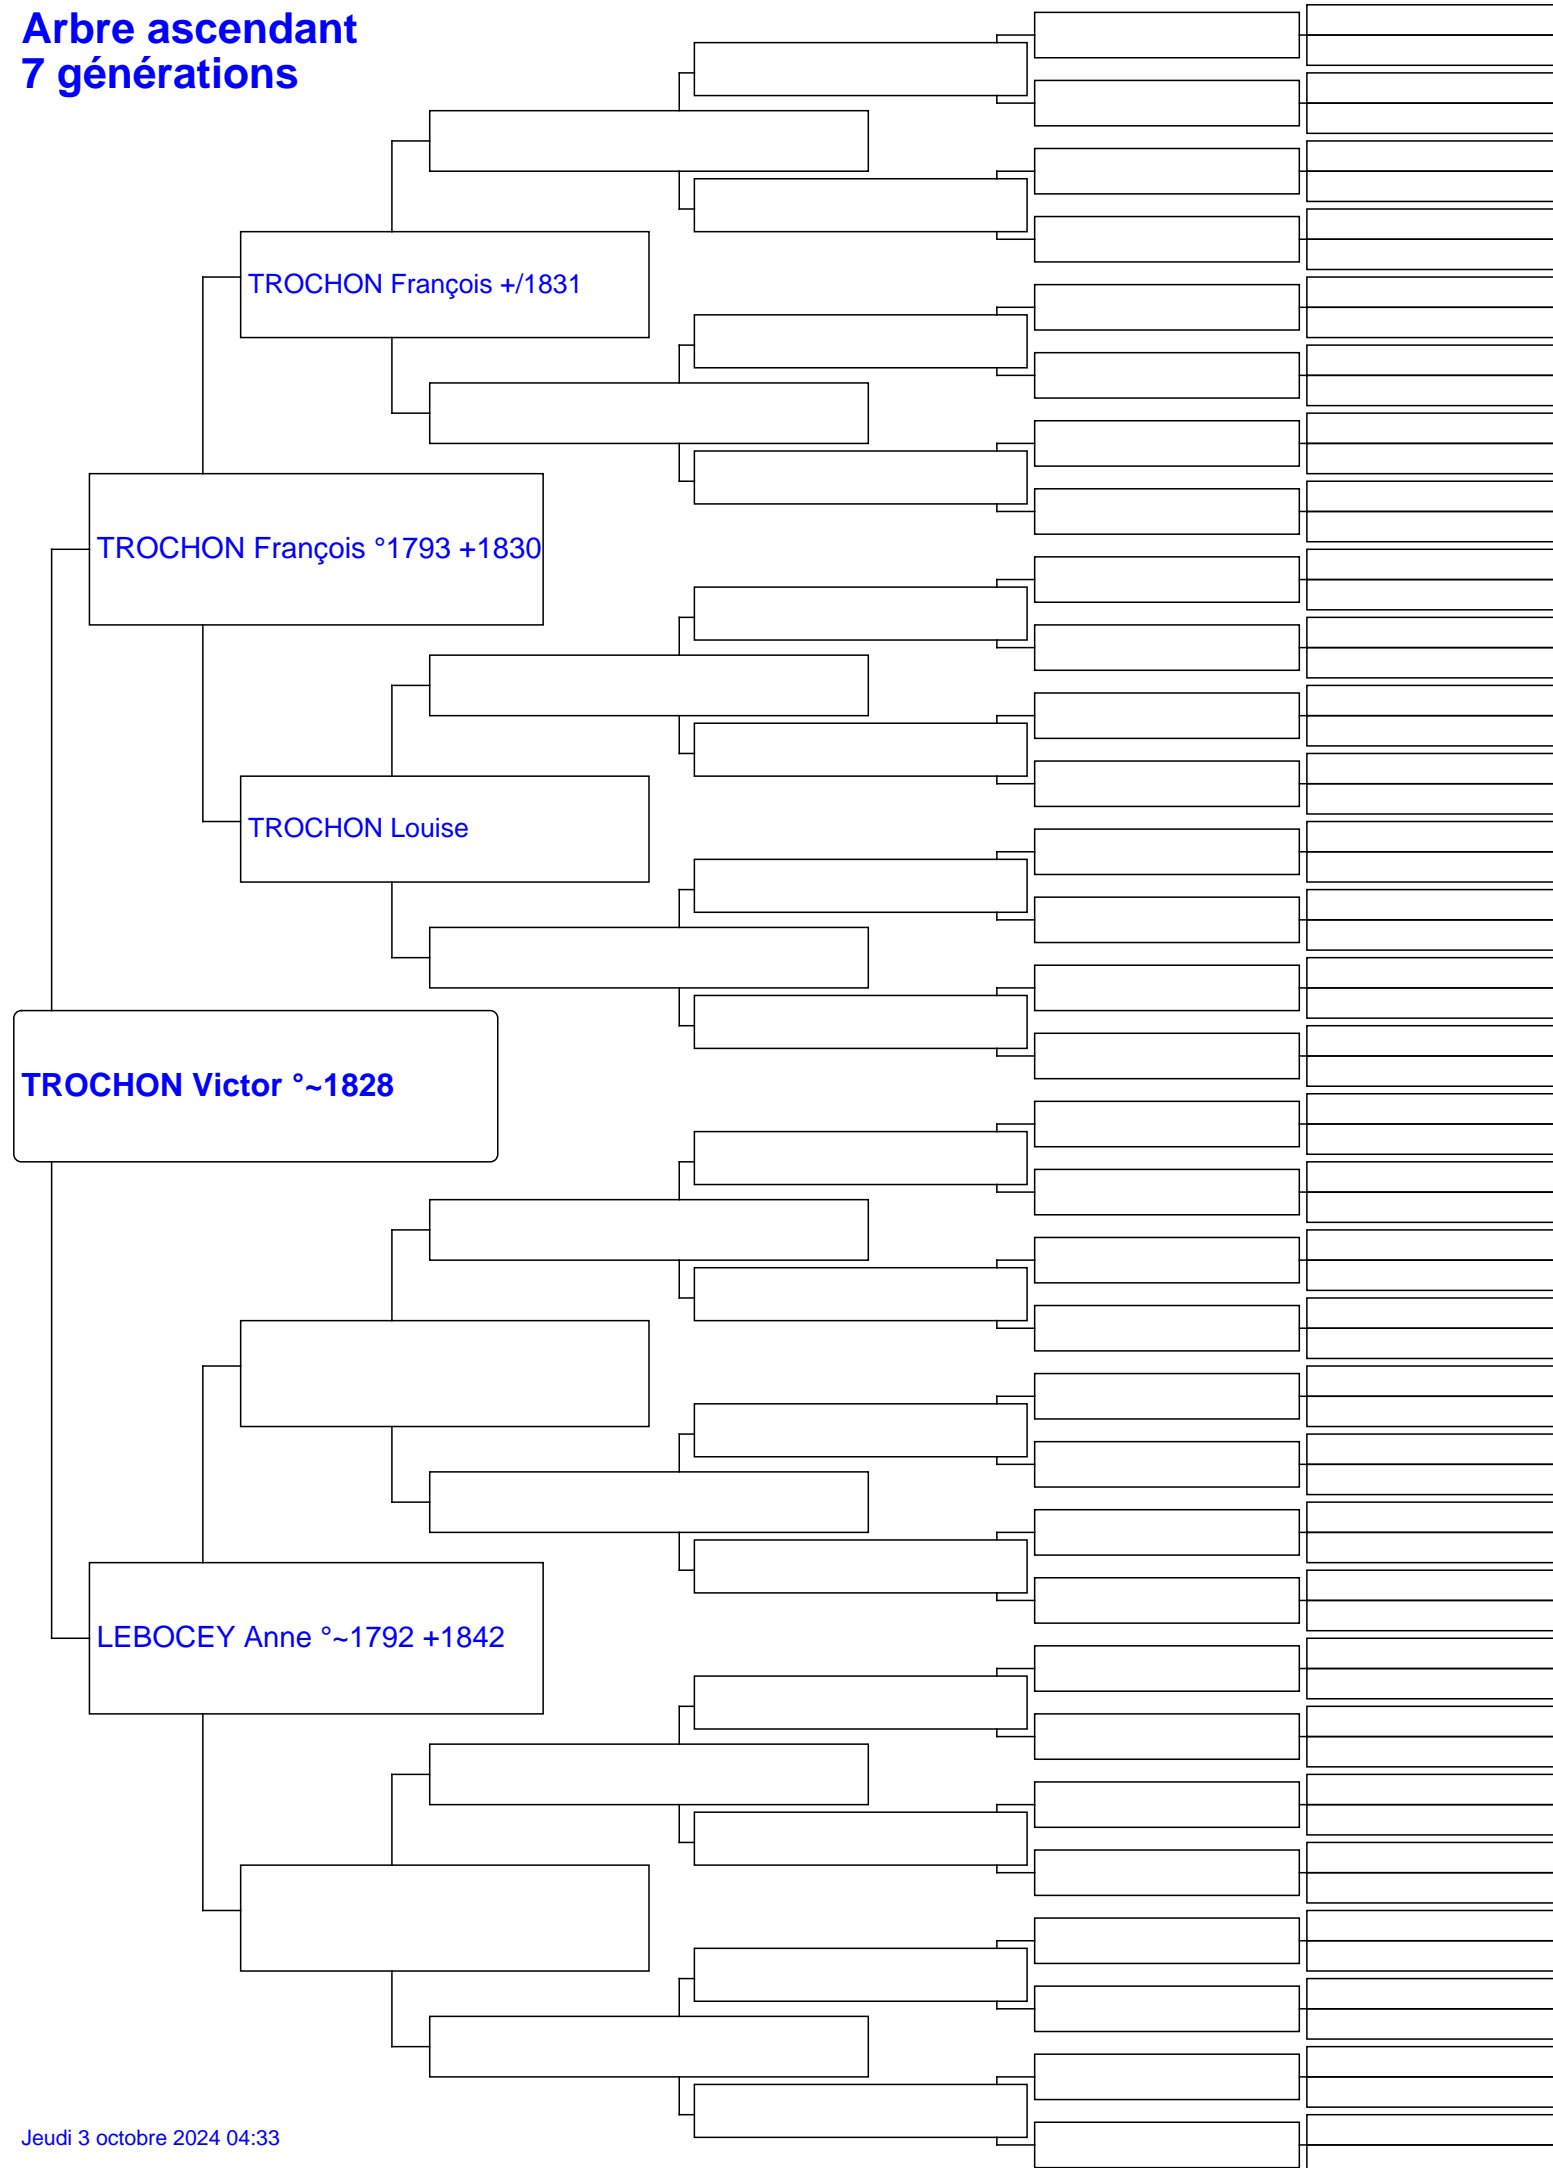 Arbre ascendant
7 générations
TROCHON François +/1831
TROCHON François °1793 +1830
TROCHON Louise
TROCHON Victor °~1828
LEBOCEY Anne °~1792 +1842
Jeudi 3 octobre 2024 04:33